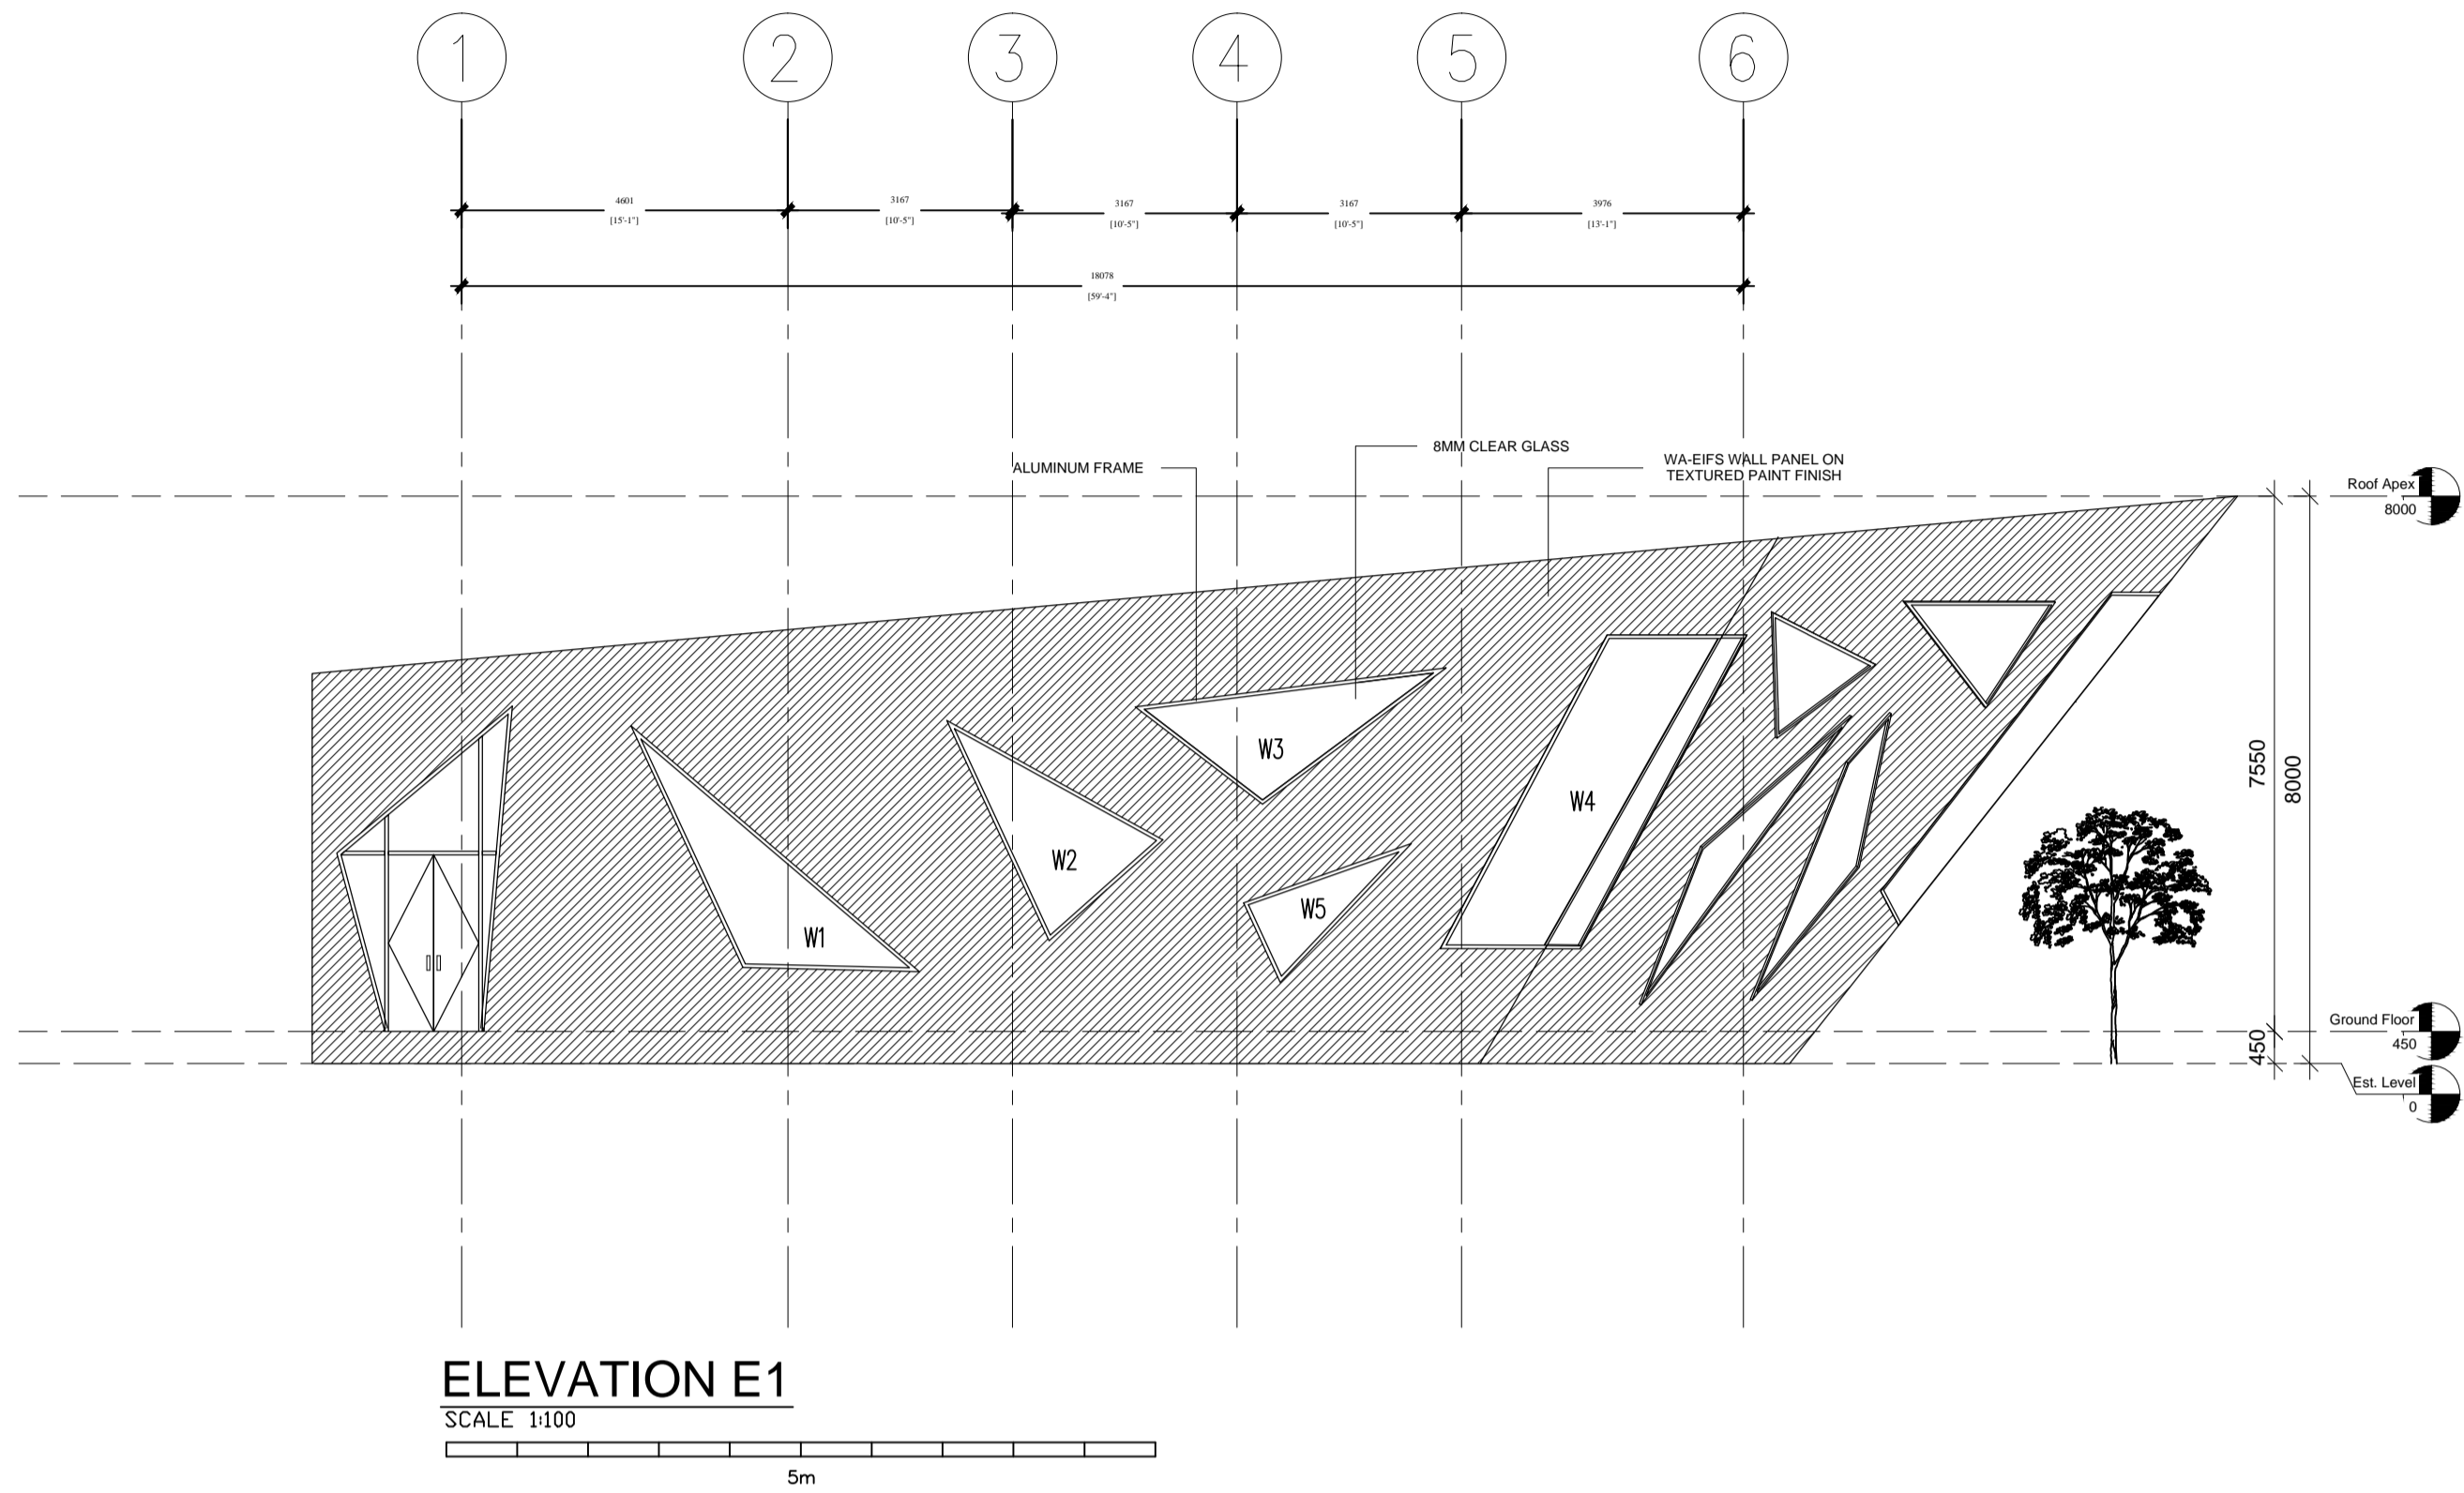 1
2
3
4
5
6
4601
[15'-1"]
3167
[10'-5"]
3167
[10'-5"]
3167
[10'-5"]
3976
[13'-1"]
18078
[59'-4"]
8MM CLEAR GLASS
ALUMINUM FRAME
WA-EIFS WALL PANEL ON
TEXTURED PAINT FINISH
Roof Apex
8000
W3
7550
8000
W4
W2
W5
W1
Ground Floor
450
450
Est. Level
0
ELEVATION E1
SCALE 1:100
5m